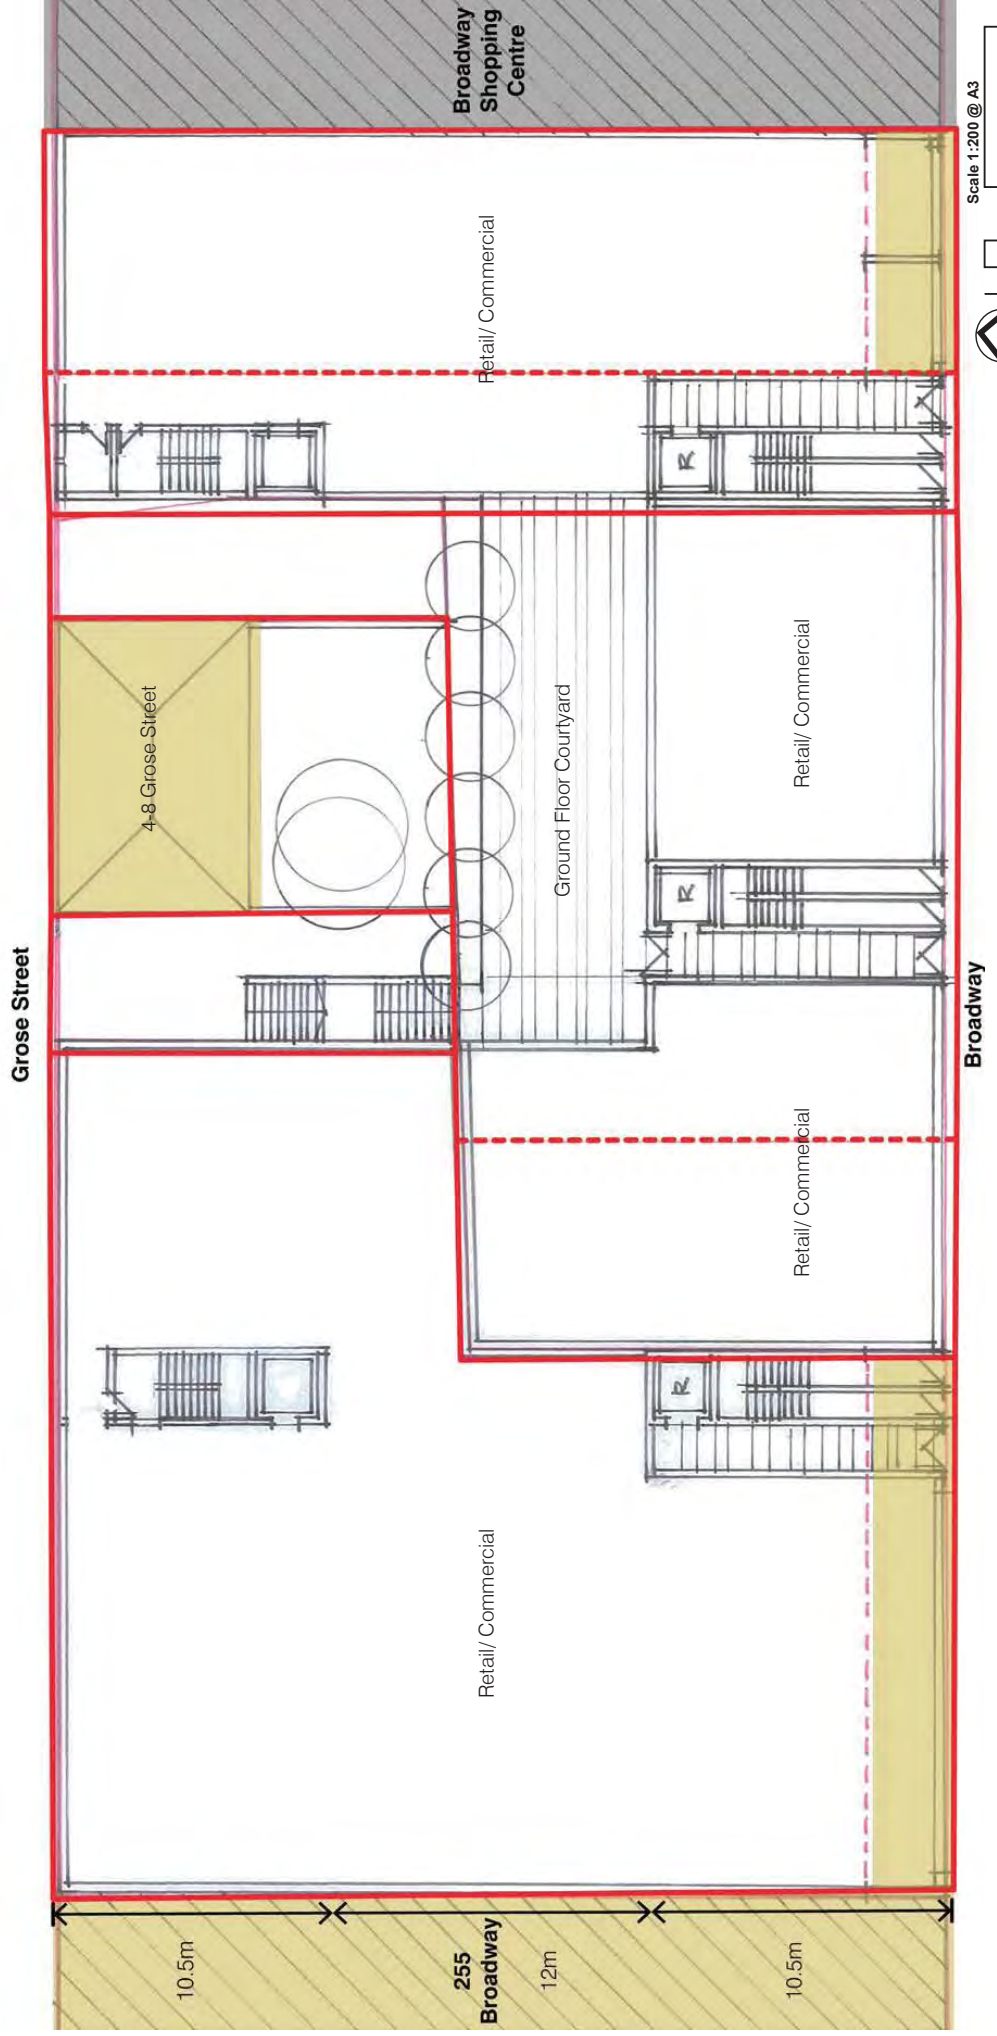 Grose Street
10.5m
255
Broadway
12m
10.5m
Retail/ Commercial
R
Retail/ Commercial
4-8 Grose Street
Ground Floor Courtyard
R
Retail/ Commercial
R
Retail/ Commercial
Broadway
Shopping
Centre
Broadway
Scale 1:200 @ A3